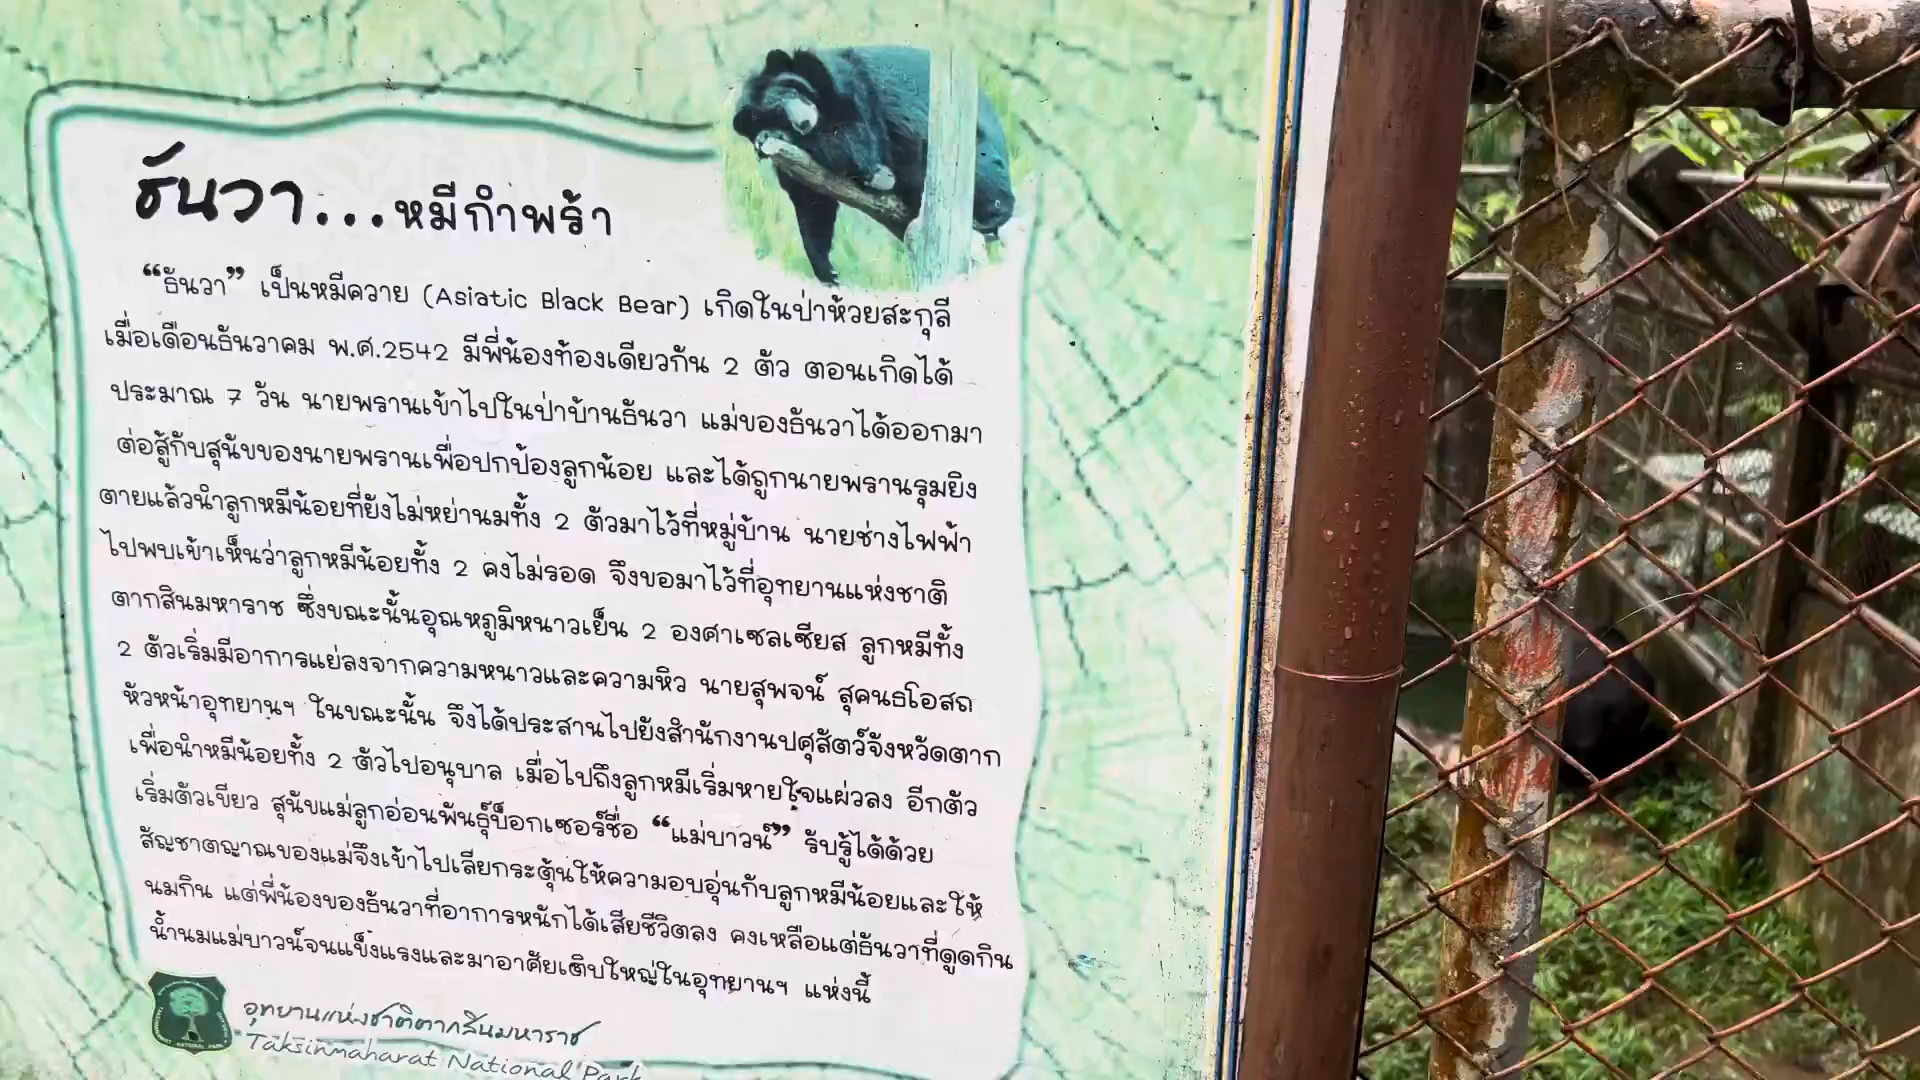 ธันวา...หมีกำพร้า
“ธันวา” เป็นหมีควาย (Asiatic Black Bear) เกิดในป่าห้วยสะกุลี
เมื่อเดือนธันวาคม พ.ศ.2542 มีพี่น้องท้องเดียวกัน 2 ตัว ตอนเกิดได้
ประมาณ 7 วัน นายพรานเข้าไปในป่าบ้านธันวา แม่ของธันวาได้ออกมา
ต่อสู้กับสุนัขของนายพรานเพื่อปกป้องลูกน้อย และได้ถูกนายพรานรุมยิง
ตายแล้วนำลูกหมีน้อยที่ยังไม่หย่านมทั้ง 2 ตัวมาไว้ที่หมู่บ้าน นายช่างไฟฟ้า
ไปพบเข้าเห็นว่าลูกหมีน้อยทั้ง 2 คงไม่รอด จึงขอมาไว้ที่อุทยานแห่งชาติ
ตากสินมหาราช ซึ่งขณะนั้นอุณหภูมิหนาวเย็น 2 องศาเซลเซียส ลูกหมีทั้ง
2 ตัวเริ่มมีอาการแย่ลงจากความหนาวและความหิว นายสุพจน์ สุคนธโอสถ
หัวหน้าอุทยานฯ ในขณะนั้น จึงได้ประสานไปยังสำนักงานปศุสัตว์จังหวัดตาก
เพื่อนำหมีน้อยทั้ง 2 ตัวไปอนุบาล เมื่อไปถึงลูกหมีเริ่มหายใจแผ่วลง อีกตัว
เริ่มตัวเขียว สุนัขแม่ลูกอ่อนพันธุ์บ็อกเซอร์ชื่อ “แม่บาวน์” รับรู้ได้ด้วย
สัญชาตญาณของแม่จึงเข้าไปเลียกระตุ้นให้ความอบอุ่นกับลูกหมีน้อยและให้
นมกิน แต่พี่น้องของธันวาที่อาการหนักได้เสียชีวิตลง คงเหลือแต่ธันวาที่ดูดกิน
น้ำนมแม่บาวน์จนแข็งแรงและมาอาศัยเติบใหญ่ในอุทยานฯ แห่งนี้
อุทยานแห่งชาติตากสินมหาราช
Taksinmaharat National Park